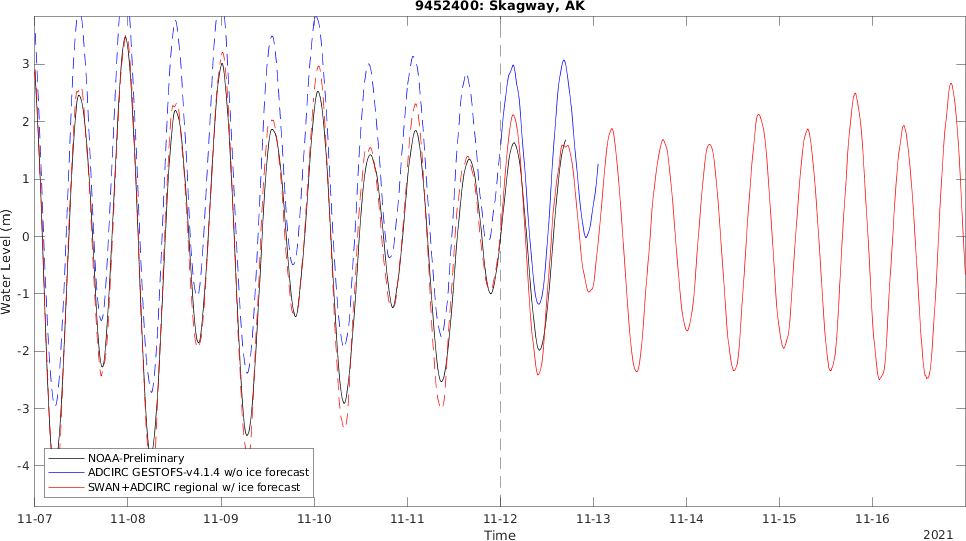 9452400: Skagway, AK
Water Level (m)
3
2
1
0
-1
-2
-3
-4
NOAA-Preliminary
ADCIRC GESTOFS-v4.1.4 w/o ice forecast
SWAN+ADCIRC regional w/ ice forecast
11-07 11-08 11-09 11-10 11-11 11-12 11-13 11-14 11-15 11-16
Time
2021